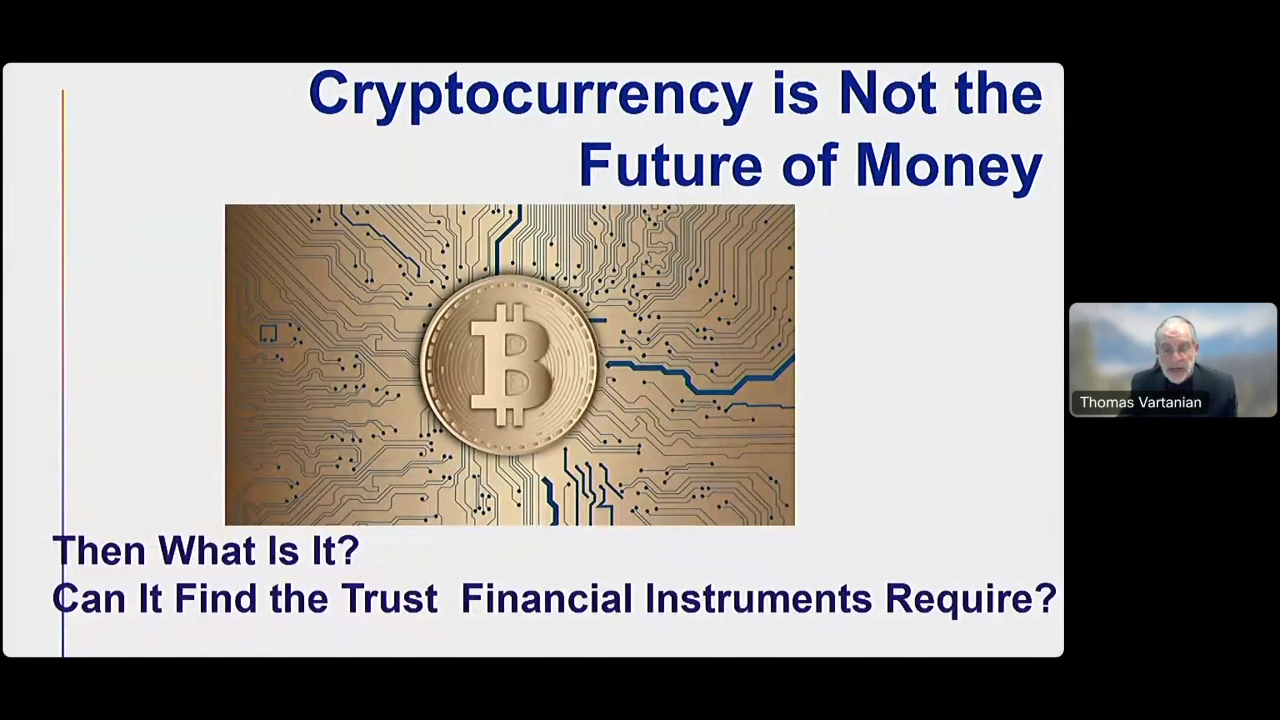 Cryptocurrency is Not the
Future of Money
Then What Is It?
Can It Find the Trust  Financial Instruments Require?
Thomas Vartanian